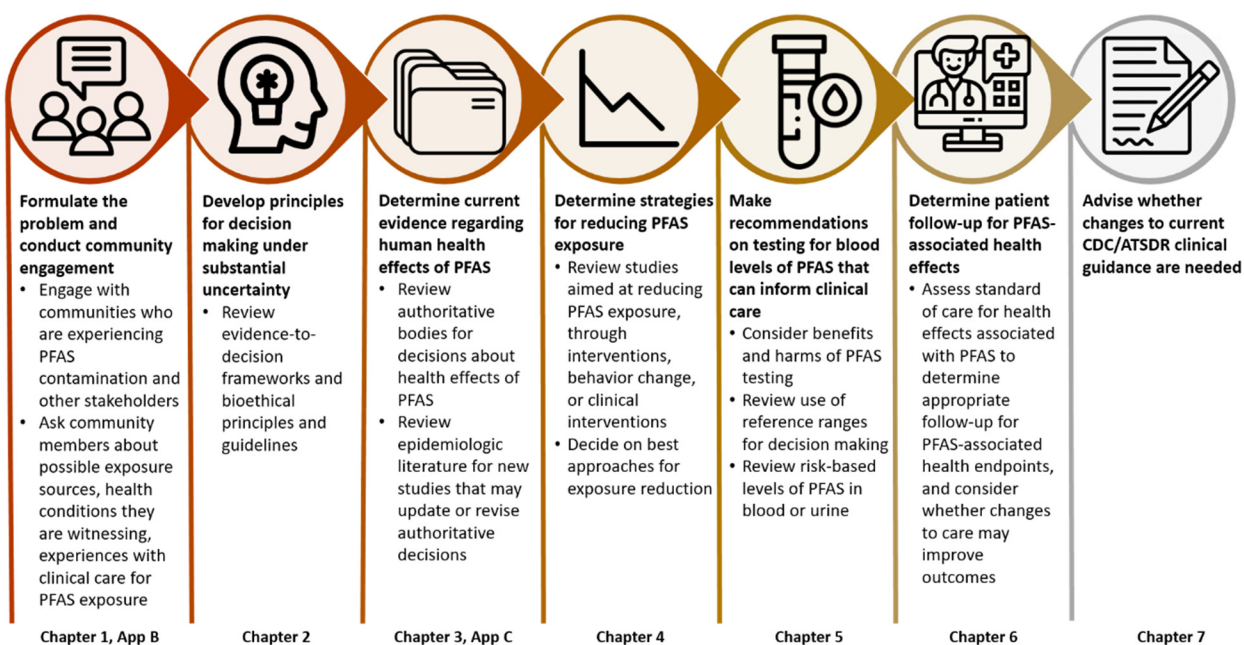 Formulate the
problem and
conduct community
engagement
• Engage with
communities who
are experiencing
PFAS
contamination and
other stakeholders
• Ask community
members about
possible exposure
sources, health
conditions they
are witnessing,
experiences with
clinical care for
PFAS exposure
Chapter 1, App B
Develop principles
for decision
making under
substantial
uncertainty
• Review
evidence-to-
decision
frameworks and
bioethical
principles and
guidelines
Chapter 2
Determine current
evidence regarding
human health
effects of PFAS
• Review
authoritative
bodies for
decisions about
health effects of
PFAS
• Review
epidemiologic
literature for new
studies that may
update or revise
authoritative
decisions
Chapter 3, App C
Determine strategies
for reducing PFAS
exposure
• Review studies
aimed at reducing
PFAS exposure,
through
interventions,
behavior change,
or clinical
interventions
• Decide on best
approaches for
exposure reduction
Chapter 4
Make
recommendations
on testing for blood
levels of PFAS that
can inform clinical
care
• Consider benefits
and harms of PFAS
testing
• Review use of
reference ranges
for decision making
• Review risk-based
levels of PFAS in
blood or urine
Chapter 5
Determine patient
follow-up for PFAS-
associated health
effects
• Assess standard
of care for health
effects associated
with PFAS to
determine
appropriate
follow-up for
PFAS-associated
health endpoints,
and consider
whether changes
to care may
improve
outcomes
Chapter 6
Advise whether
changes to current
CDC/ATSDR clinical
guidance are needed
Chapter 7